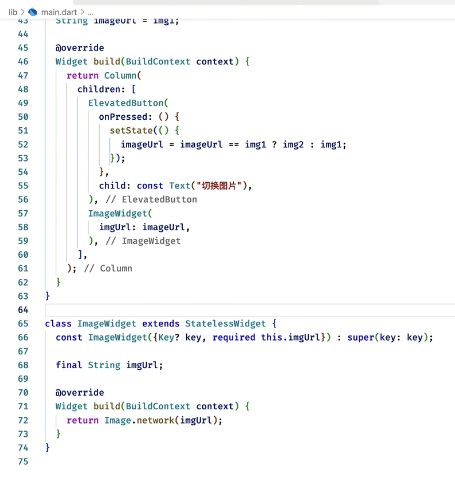 lib > main.dart > ...
43 String imageUrl = img1;
44
45 @override
46 Widget build(BuildContext context) {
47 return Column(
48 children: [
49 ElevatedButton(
50 onPressed: () {
51 setState(() {
52 imageUrl = imageUrl == img1 ? img2 : img1;
53 });
54 },
55 child: const Text("切换图片"),
56 ), // ElevatedButton
57 ImageWidget(
58 imgUrl: imageUrl,
59 ), // ImageWidget
60 ],
61 ); // Column
62 }
63 }
64
65 class ImageWidget extends StatelessWidget {
66 const ImageWidget({Key? key, required this.imgUrl}) : super(key: key);
67
68 final String imgUrl;
69
70 @override
71 Widget build(BuildContext context) {
72 return Image.network(imgUrl);
73 }
74 }
75